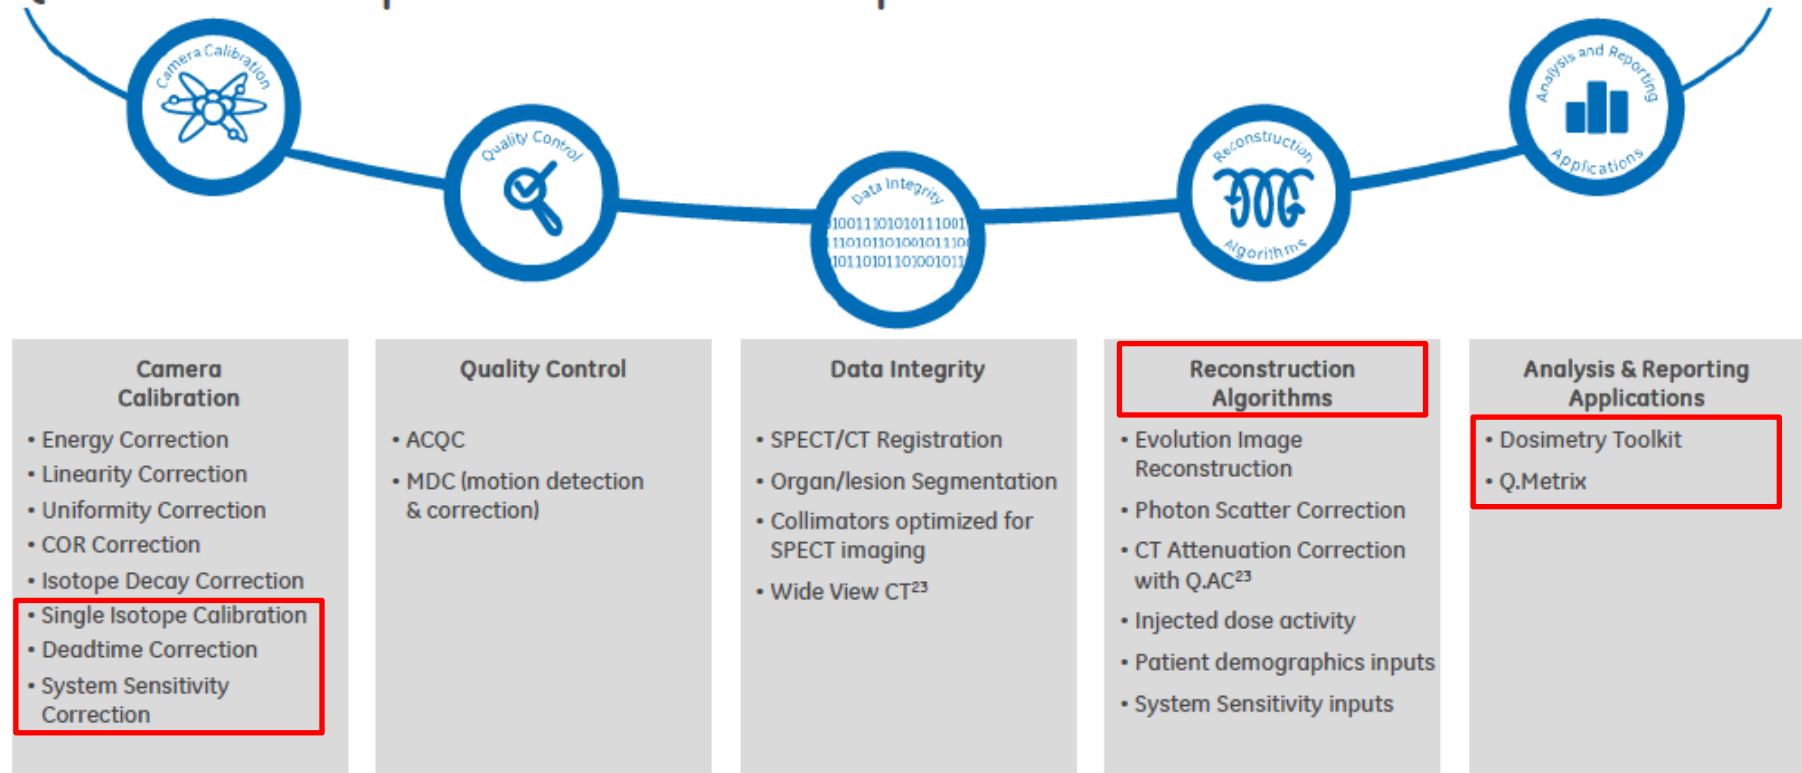 Camera Calibration
Quality Control
Data Integrity
Reconstruction
Algorithms
Analysis and Reporting
Applications
Camera
Calibration
• Energy Correction
• Linearity Correction
• Uniformity Correction
• COR Correction
• Isotope Decay Correction
• Single Isotope Calibration
• Deadtime Correction
• System Sensitivity
Correction
Quality Control
• ACQC
• MDC (motion detection
& correction)
Data Integrity
• SPECT/CT Registration
• Organ/lesion Segmentation
• Collimators optimized for
SPECT imaging
• Wide View CT²³
Reconstruction
Algorithms
• Evolution Image
Reconstruction
• Photon Scatter Correction
• CT Attenuation Correction
with Q.AC²³
• Injected dose activity
• Patient demographics inputs
• System Sensitivity inputs
Analysis & Reporting
Applications
• Dosimetry Toolkit
• Q.Metrix